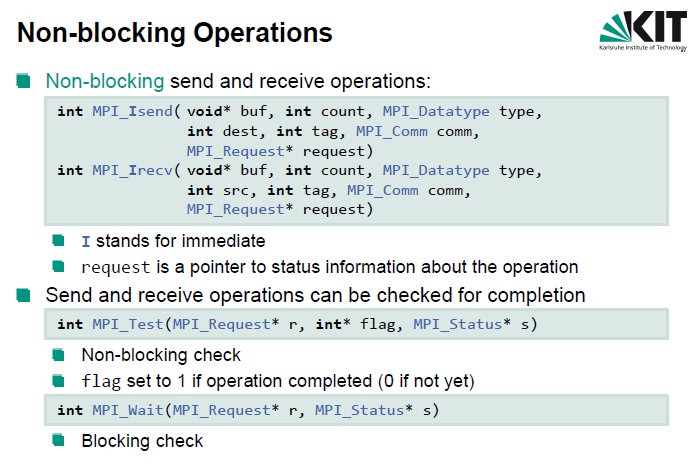 Non-blocking Operations
KIT
Karlsruhe Institute of Technology
Non-blocking send and receive operations:
int MPI_Isend( void* buf, int count, MPI_Datatype type,
int dest, int tag, MPI_Comm comm,
MPI_Request* request)
int MPI_Irecv( void* buf, int count, MPI_Datatype type,
int src, int tag, MPI_Comm comm,
MPI_Request* request)
I stands for immediate
request is a pointer to status information about the operation
Send and receive operations can be checked for completion
int MPI_Test(MPI_Request* r, int* flag, MPI_Status* s)
Non-blocking check
flag set to 1 if operation completed (0 if not yet)
int MPI_Wait(MPI_Request* r, MPI_Status* s)
Blocking check